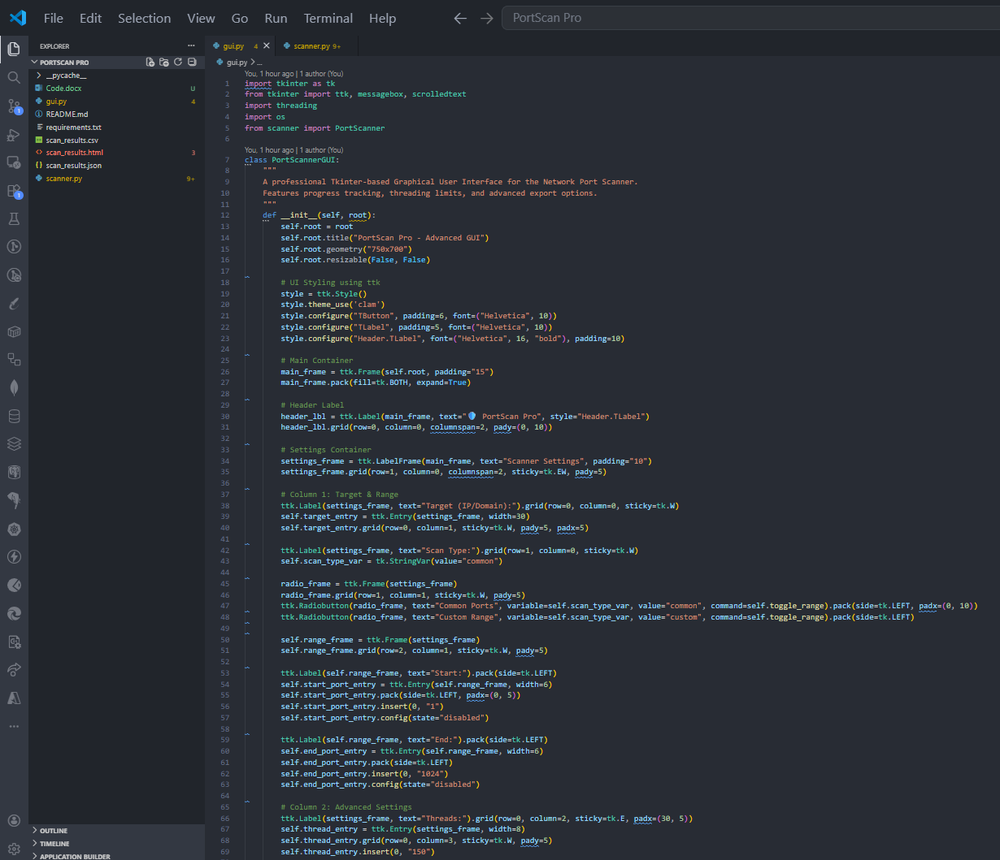 File Edit Selection View Go Run Terminal Help
PortScan Pro
EXPLORER
PORTSCAN PRO
__pycache__
Code.docx U
gui.py 4
README.md
requirements.txt
scan_results.csv
scan_results.html 3
scan_results.json
scanner.py 9+
OUTLINE
TIMELINE
APPLICATION BUILDER
1
1
gui.py 4
scanner.py 9+
gui.py > ...
You, 1 hour ago | 1 author (You)
1 import tkinter as tk
2 from tkinter import ttk, messagebox, scrolledtext
3 import threading
4 import os
5 from scanner import PortScanner
6
You, 1 hour ago | 1 author (You)
7 class PortScannerGUI:
8 """
9 A professional Tkinter-based Graphical User Interface for the Network Port Scanner.
10 Features progress tracking, threading limits, and advanced export options.
11 """
12 def __init__(self, root):
13 self.root = root
14 self.root.title("PortScan Pro - Advanced GUI")
15 self.root.geometry("750x700")
16 self.root.resizable(False, False)
17
18 # UI Styling using ttk
19 style = ttk.Style()
20 style.theme_use('clam')
21 style.configure("TButton", padding=6, font=("Helvetica", 10))
22 style.configure("TLabel", padding=5, font=("Helvetica", 10))
23 style.configure("Header.TLabel", font=("Helvetica", 16, "bold"), padding=10)
24
25 # Main Container
26 main_frame = ttk.Frame(self.root, padding="15")
27 main_frame.pack(fill=tk.BOTH, expand=True)
28
29 # Header Label
30 header_lbl = ttk.Label(main_frame, text="🛡️ PortScan Pro", style="Header.TLabel")
31 header_lbl.grid(row=0, column=0, columnspan=2, pady=(0, 10))
32
33 # Settings Container
34 settings_frame = ttk.LabelFrame(main_frame, text="Scanner Settings", padding="10")
35 settings_frame.grid(row=1, column=0, columnspan=2, sticky=tk.EW, pady=5)
36
37 # Column 1: Target & Range
38 ttk.Label(settings_frame, text="Target (IP/Domain):").grid(row=0, column=0, sticky=tk.W)
39 self.target_entry = ttk.Entry(settings_frame, width=30)
40 self.target_entry.grid(row=0, column=1, sticky=tk.W, pady=5, padx=5)
41
42 ttk.Label(settings_frame, text="Scan Type:").grid(row=1, column=0, sticky=tk.W)
43 self.scan_type_var = tk.StringVar(value="common")
44
45 radio_frame = ttk.Frame(settings_frame)
46 radio_frame.grid(row=1, column=1, sticky=tk.W, pady=5)
47 ttk.Radiobutton(radio_frame, text="Common Ports", variable=self.scan_type_var, value="common", command=self.toggle_range).pack(side=tk.LEFT, padx=(0, 10))
48 ttk.Radiobutton(radio_frame, text="Custom Range", variable=self.scan_type_var, value="custom", command=self.toggle_range).pack(side=tk.LEFT)
49
50 self.range_frame = ttk.Frame(settings_frame)
51 self.range_frame.grid(row=2, column=1, sticky=tk.W, pady=5)
52
53 ttk.Label(self.range_frame, text="Start:").pack(side=tk.LEFT)
54 self.start_port_entry = ttk.Entry(self.range_frame, width=6)
55 self.start_port_entry.pack(side=tk.LEFT, padx=(0, 5))
56 self.start_port_entry.insert(0, "1")
57 self.start_port_entry.config(state="disabled")
58
59 ttk.Label(self.range_frame, text="End:").pack(side=tk.LEFT)
60 self.end_port_entry = ttk.Entry(self.range_frame, width=6)
61 self.end_port_entry.pack(side=tk.LEFT)
62 self.end_port_entry.insert(0, "1024")
63 self.end_port_entry.config(state="disabled")
64
65 # Column 2: Advanced Settings
66 ttk.Label(settings_frame, text="Threads:").grid(row=0, column=2, sticky=tk.E, padx=(30, 5))
67 self.thread_entry = ttk.Entry(settings_frame, width=8)
68 self.thread_entry.grid(row=0, column=3, sticky=tk.W, pady=5)
69 self.thread_entry.insert(0, "150")